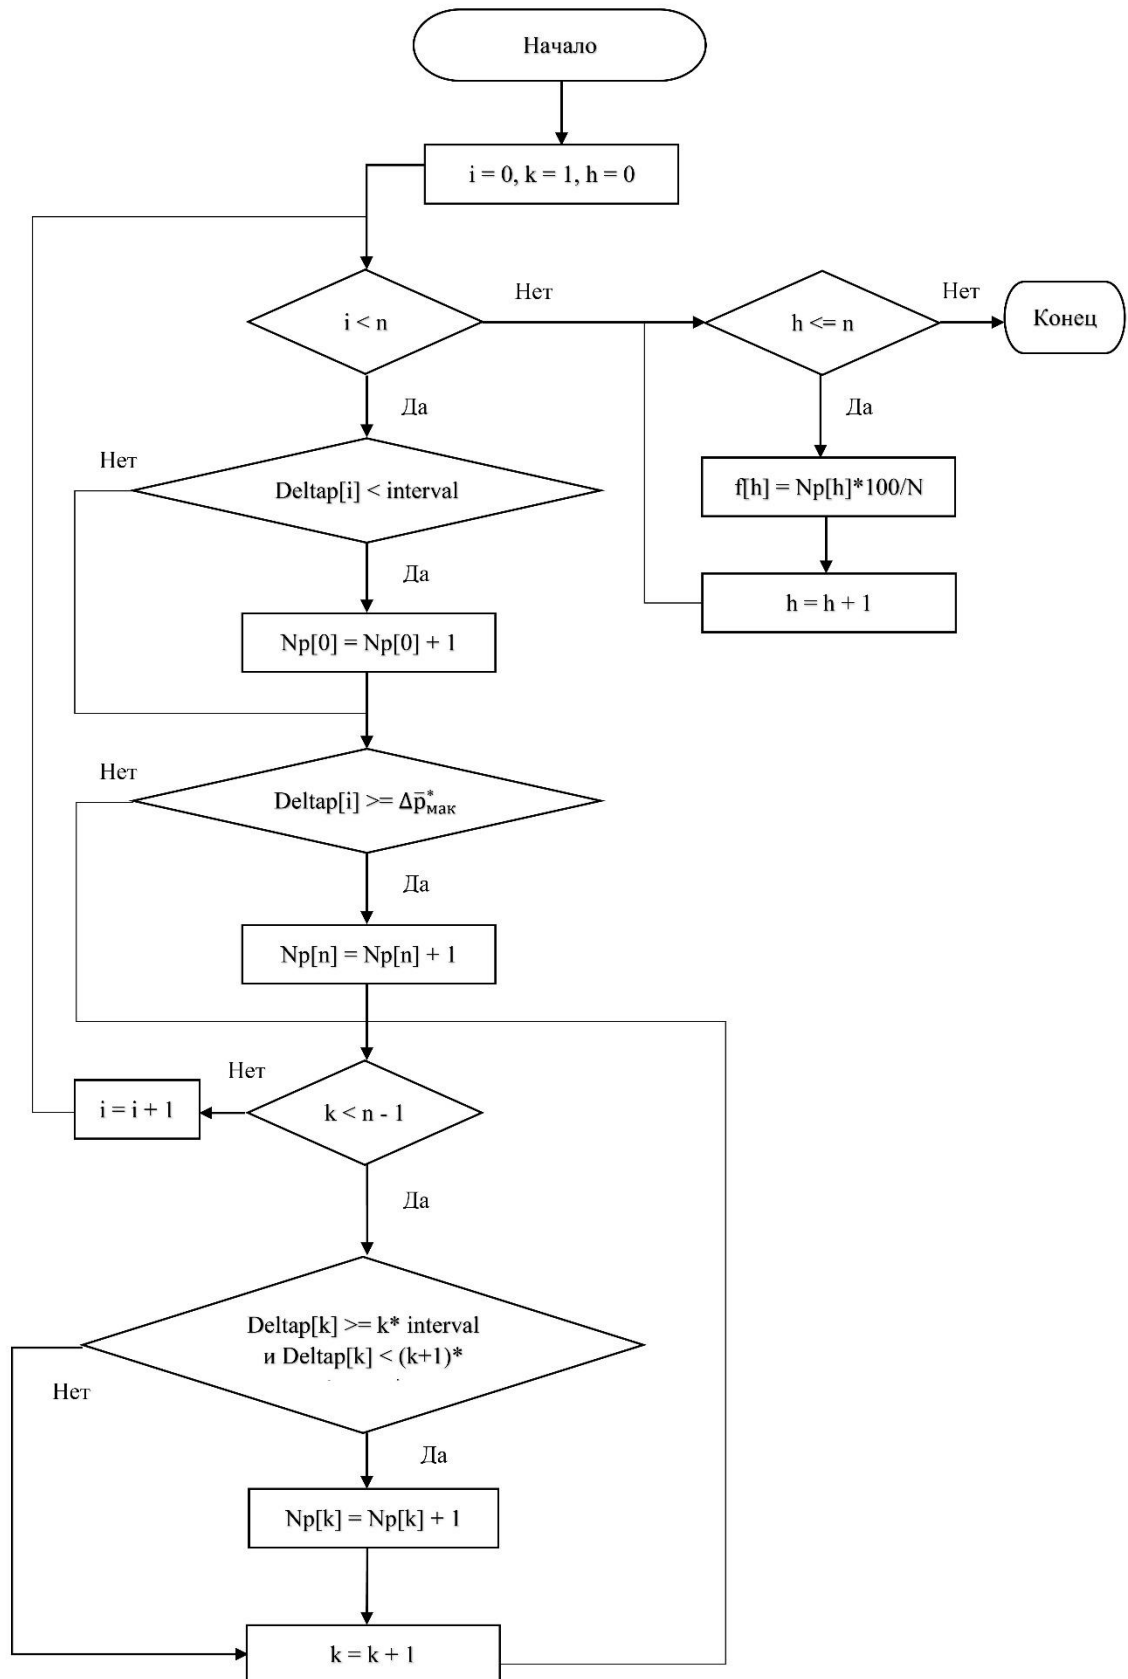 Начало
i = 0, k = 1, h = 0
i < n
Нет
h <= n
Нет
Конец
Да
Да
Нет
Deltap[i] < interval
f[h] = Np[h]*100/N
Да
h = h + 1
Np[0] = Np[0] + 1
Нет
Deltap[i] >= Δp̄*мак
Да
Np[n] = Np[n] + 1
Нет
i = i + 1
k < n - 1
Да
Deltap[k] >= k* interval
и Deltap[k] < (k+1)*
Нет
Да
Np[k] = Np[k] + 1
k = k + 1